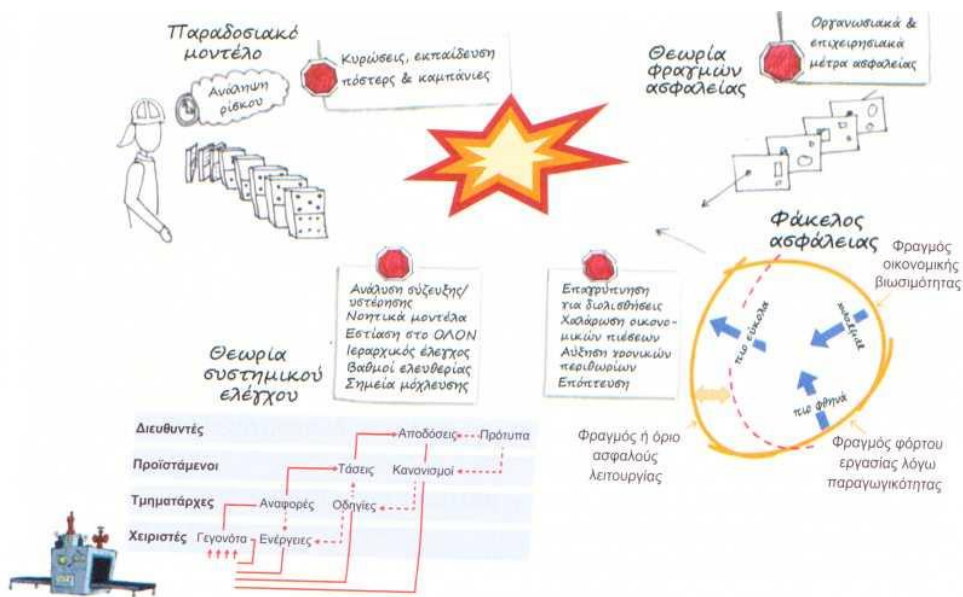 Παραδοσιακό
μοντέλο
Ανάληψη
ρίσκου
Κυρώσεις, εκπαίδευση
πόστερς & καμπάνιες
Θεωρία
φραγμών
ασφαλείας
Οργανωσιακά &
επιχειρησιακά
μέτρα ασφαλείας
Ανάλυση σύζευξης/
υστέρησης
Νοητικά μοντέλα
Εστίαση στο ΟΛΟΝ
Ιεραρχικός έλεγχος
Βαθμοί ελευθερίας
Σημεία μόχλευσης
Επαγρύπνηση
για διολισθήσεις
Χαλάρωση οικονο-
μικών πιέσεων
Αύξηση χρονικών
περιθωρίων
Επόπτευση
Φάκελος
ασφάλειας
Φραγμός
οικονομικής
βιωσιμότητας
πιο εύκολα
πιο φθηνά
Φραγμός ή όριο
ασφαλούς
λειτουργίας
Φραγμός φόρτου
εργασίας λόγω
παραγωγικότητας
Θεωρία
συστημικού
ελέγχου
Διευθυντές
Αποδόσεις
Πρότυπα
Προϊστάμενοι
Τάσεις
Κανονισμοί
Τμηματάρχες
Αναφορές
Οδηγίες
Χειριστές
Γεγονότα
Ενέργειες